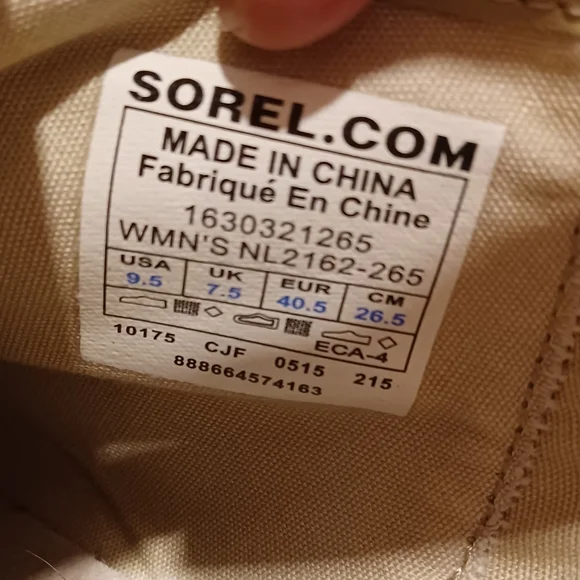 SOREL.COM
MADE IN CHINA
Fabriqué En Chine
1630321265
WMN'S NL2162-265
USA UK EUR CM
9.5 7.5 40.5 26.5
ECA-4
10175 CJF 0515 215
888664574163